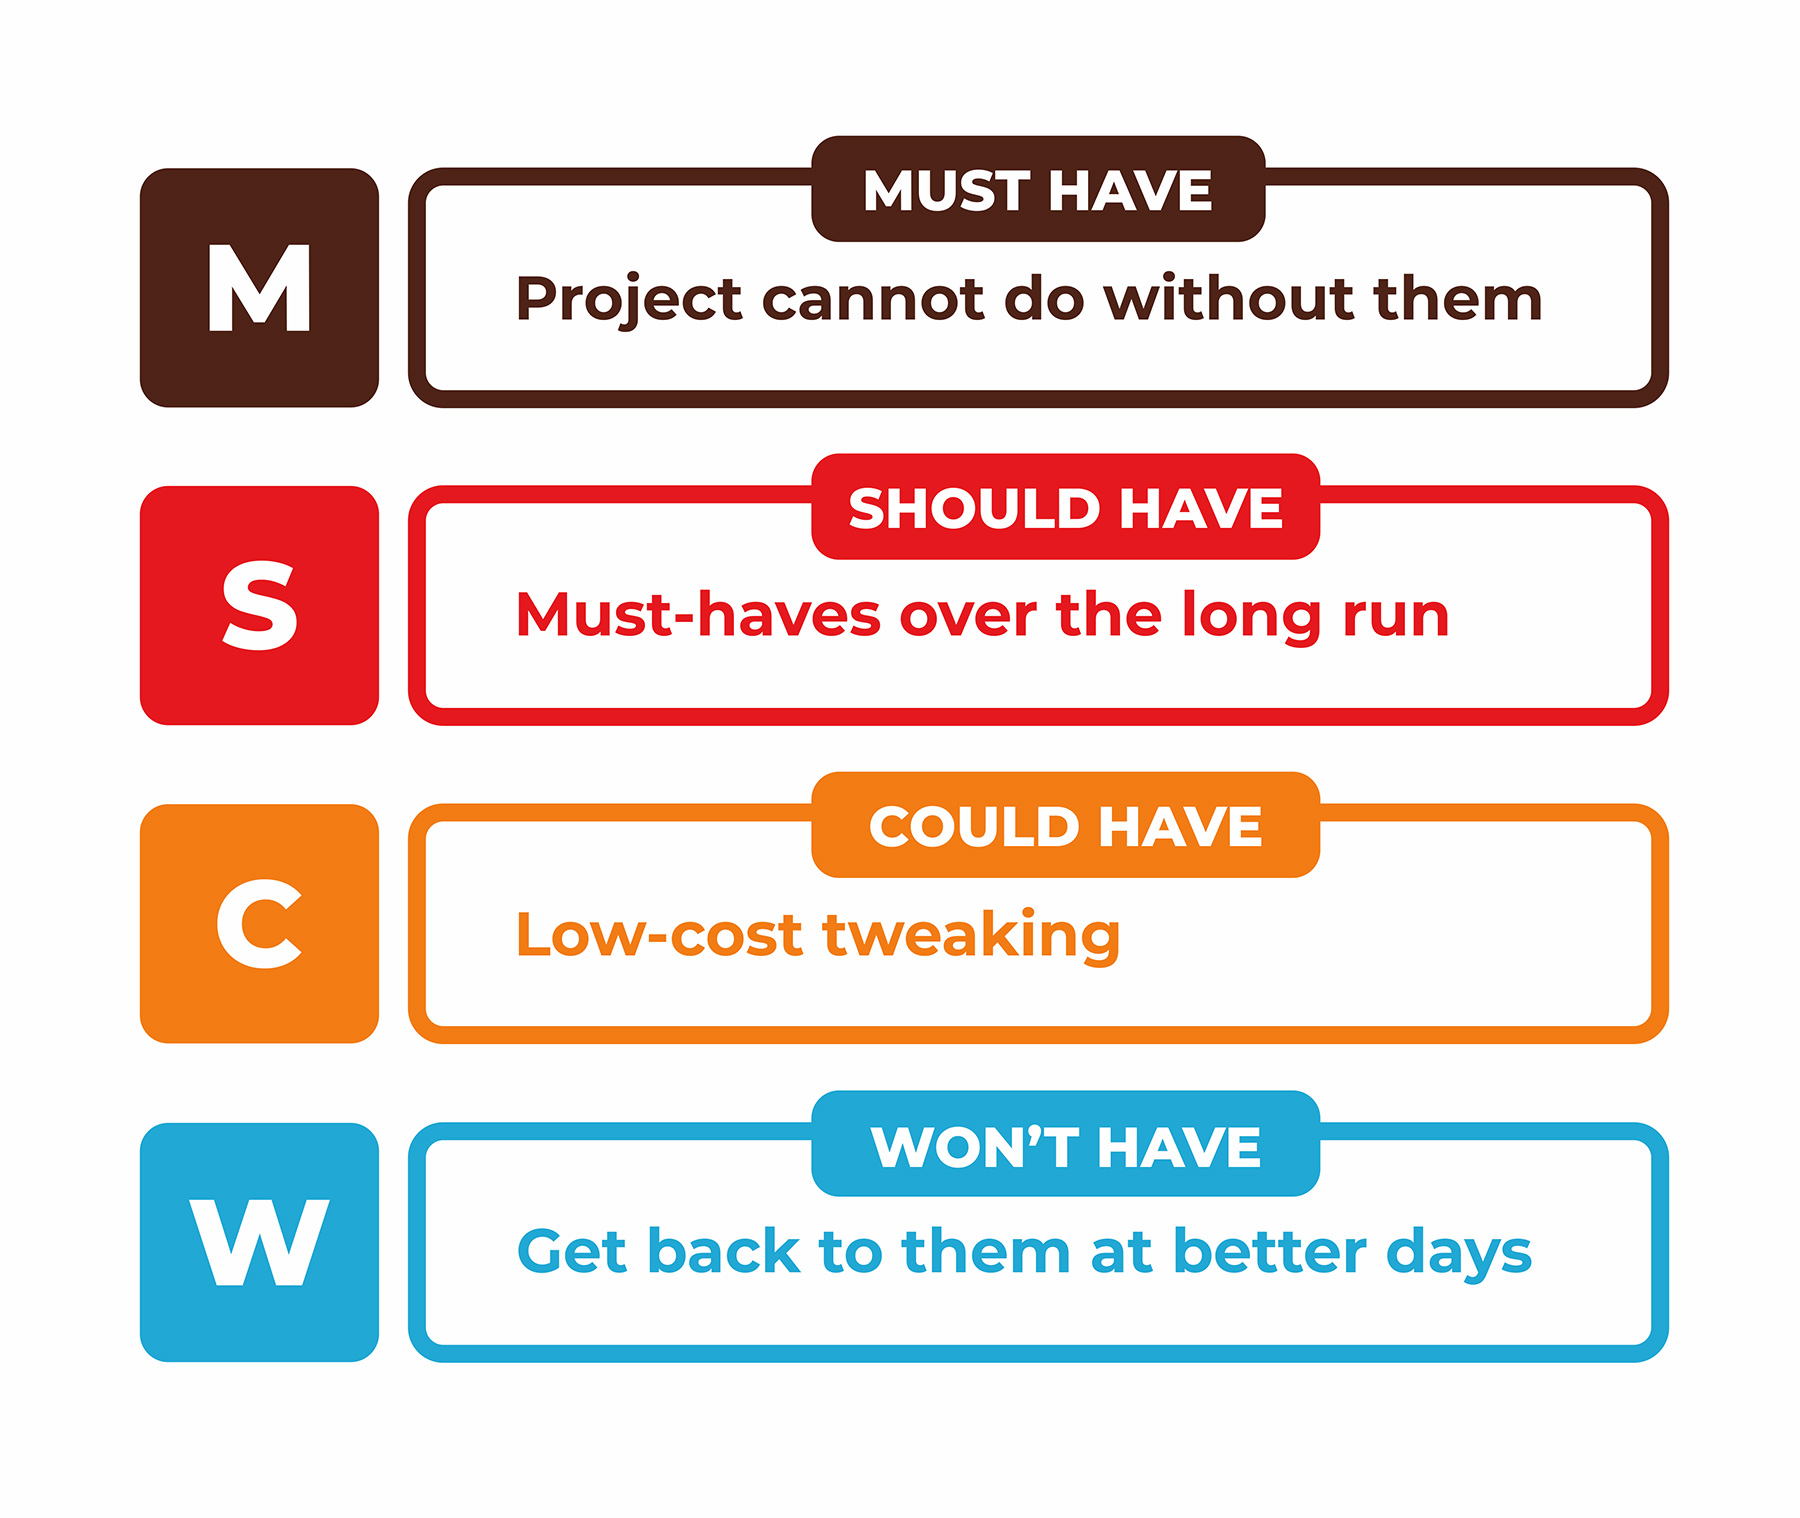 M
MUST HAVE
Project cannot do without them
S
SHOULD HAVE
Must-haves over the long run
C
COULD HAVE
Low-cost tweaking
W
WON’T HAVE
Get back to them at better days